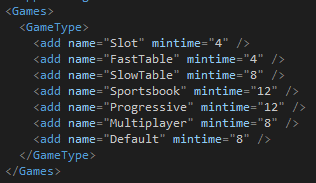 <Games>
<GameType>
<add name="Slot" mintime="4" />
<add name="FastTable" mintime="4" />
<add name="SlowTable" mintime="8" />
<add name="Sportsbook" mintime="12" />
<add name="Progressive" mintime="12" />
<add name="Multiplayer" mintime="8" />
<add name="Default" mintime="8" />
</GameType>
</Games>